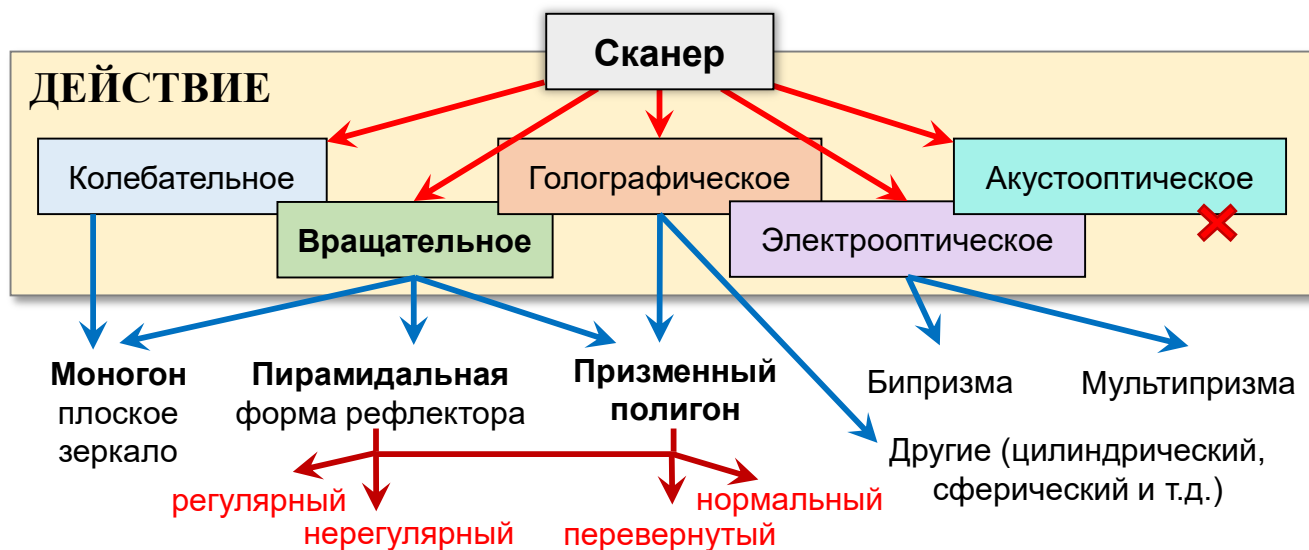 Сканер
ДЕЙСТВИЕ
Колебательное
Голографическое
Акустооптическое
Вращательное
Электрооптическое
Моногон
плоское
зеркало
Пирамидальная
форма рефлектора
Призменный
полигон
Бипризма
Мультипризма
Другие (цилиндрический,
сферический и т.д.)
регулярный
нерегулярный
перевернутый
нормальный